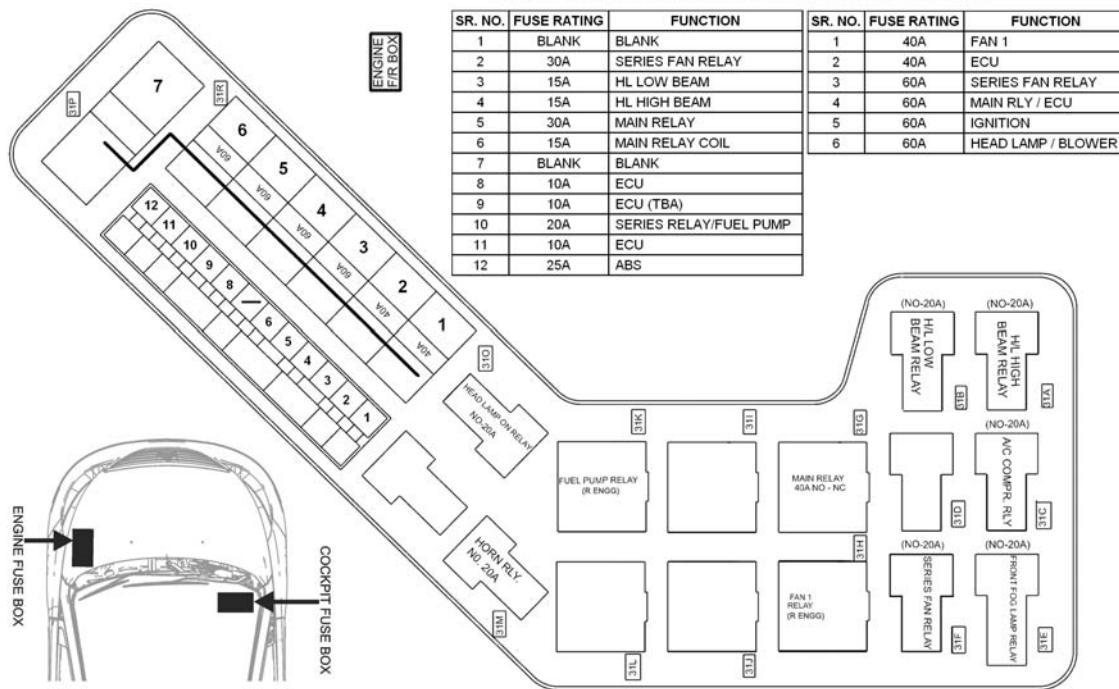 ENGINE
F/R BOX
SR. NO. FUSE RATING FUNCTION
1 BLANK BLANK
2 30A SERIES FAN RELAY
3 15A HL LOW BEAM
4 15A HL HIGH BEAM
5 30A MAIN RELAY
6 15A MAIN RELAY COIL
7 BLANK BLANK
8 10A ECU
9 10A ECU (TBA)
10 20A SERIES RELAY/FUEL PUMP
11 10A ECU
12 25A ABS
SR. NO. FUSE RATING FUNCTION
1 40A FAN 1
2 40A ECU
3 60A SERIES FAN RELAY
4 60A MAIN RLY / ECU
5 60A IGNITION
6 60A HEAD LAMP / BLOWER
31P
7
31R
6
60A
5
60A
4
60A
3
60A
2
40A
1
40A
12
11
10
9
8
6
5
4
3
2
1
31O
HEAD LAMP ON RELAY
NO-20A
HORN RLY.
N0. 20A
31M
31K
FUEL PUMP RELAY
(R ENGG)
31L
31I
31J
31G
MAIN RELAY
40A NO - NC
31H
FAN 1
RELAY
(R ENGG)
(NO-20A)
H/L LOW
BEAM RELAY
31B
(NO-20A)
H/L HIGH
BEAM RELAY
31A
31D
(NO-20A)
A/C COMPR. RLY
31C
(NO-20A)
SERIES FAN RELAY
31F
(NO-20A)
FRONT FOG LAMP RELAY
31E
ENGINE FUSE BOX
COCKPIT FUSE BOX